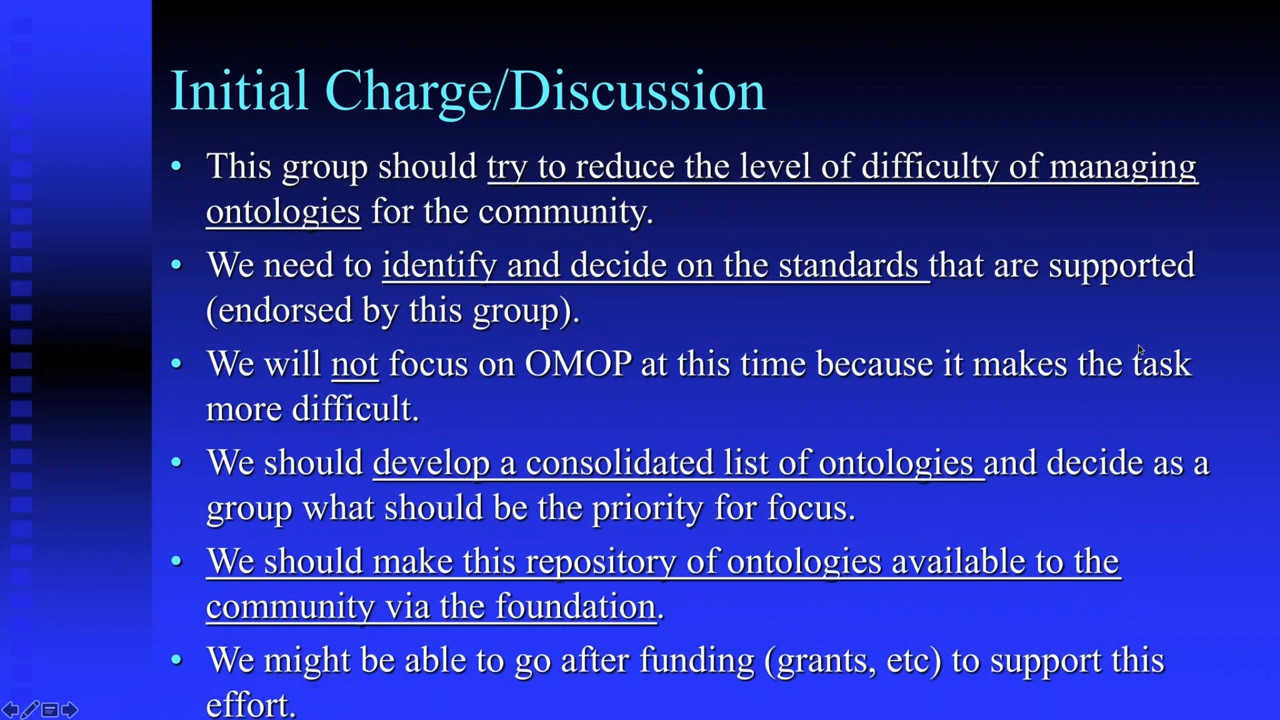 Initial Charge/Discussion
• This group should try to reduce the level of difficulty of managing
ontologies for the community.
• We need to identify and decide on the standards that are supported
(endorsed by this group).
• We will not focus on OMOP at this time because it makes the task
more difficult.
• We should develop a consolidated list of ontologies and decide as a
group what should be the priority for focus.
• We should make this repository of ontologies available to the
community via the foundation.
• We might be able to go after funding (grants, etc) to support this
effort.